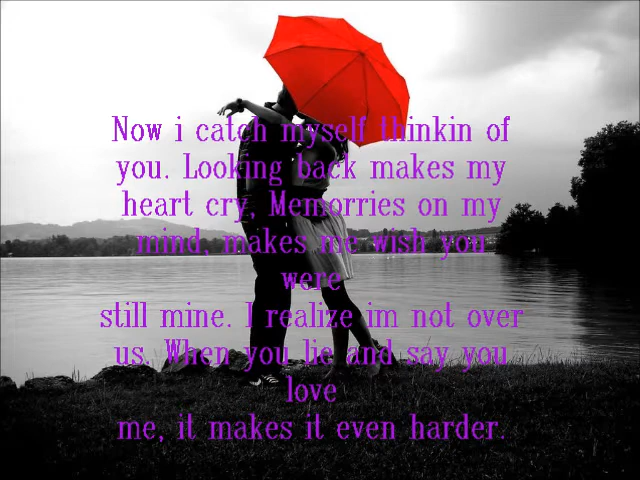 Now i catch myself thinkin of
you. Looking back makes my
heart cry, Memorries on my
mind, makes me wish you
were
still mine. I realize im not over
us. When you lie and say you
love
me, it makes it even harder.